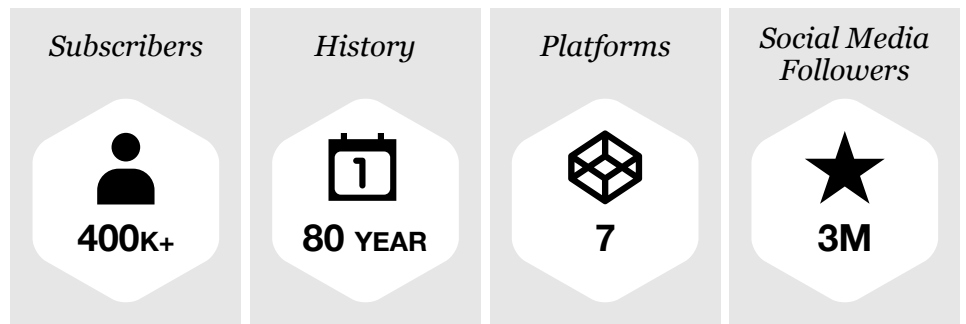 Subscribers
1
400K+
History
80 YEAR
Platforms
7
Social Media
Followers
3M